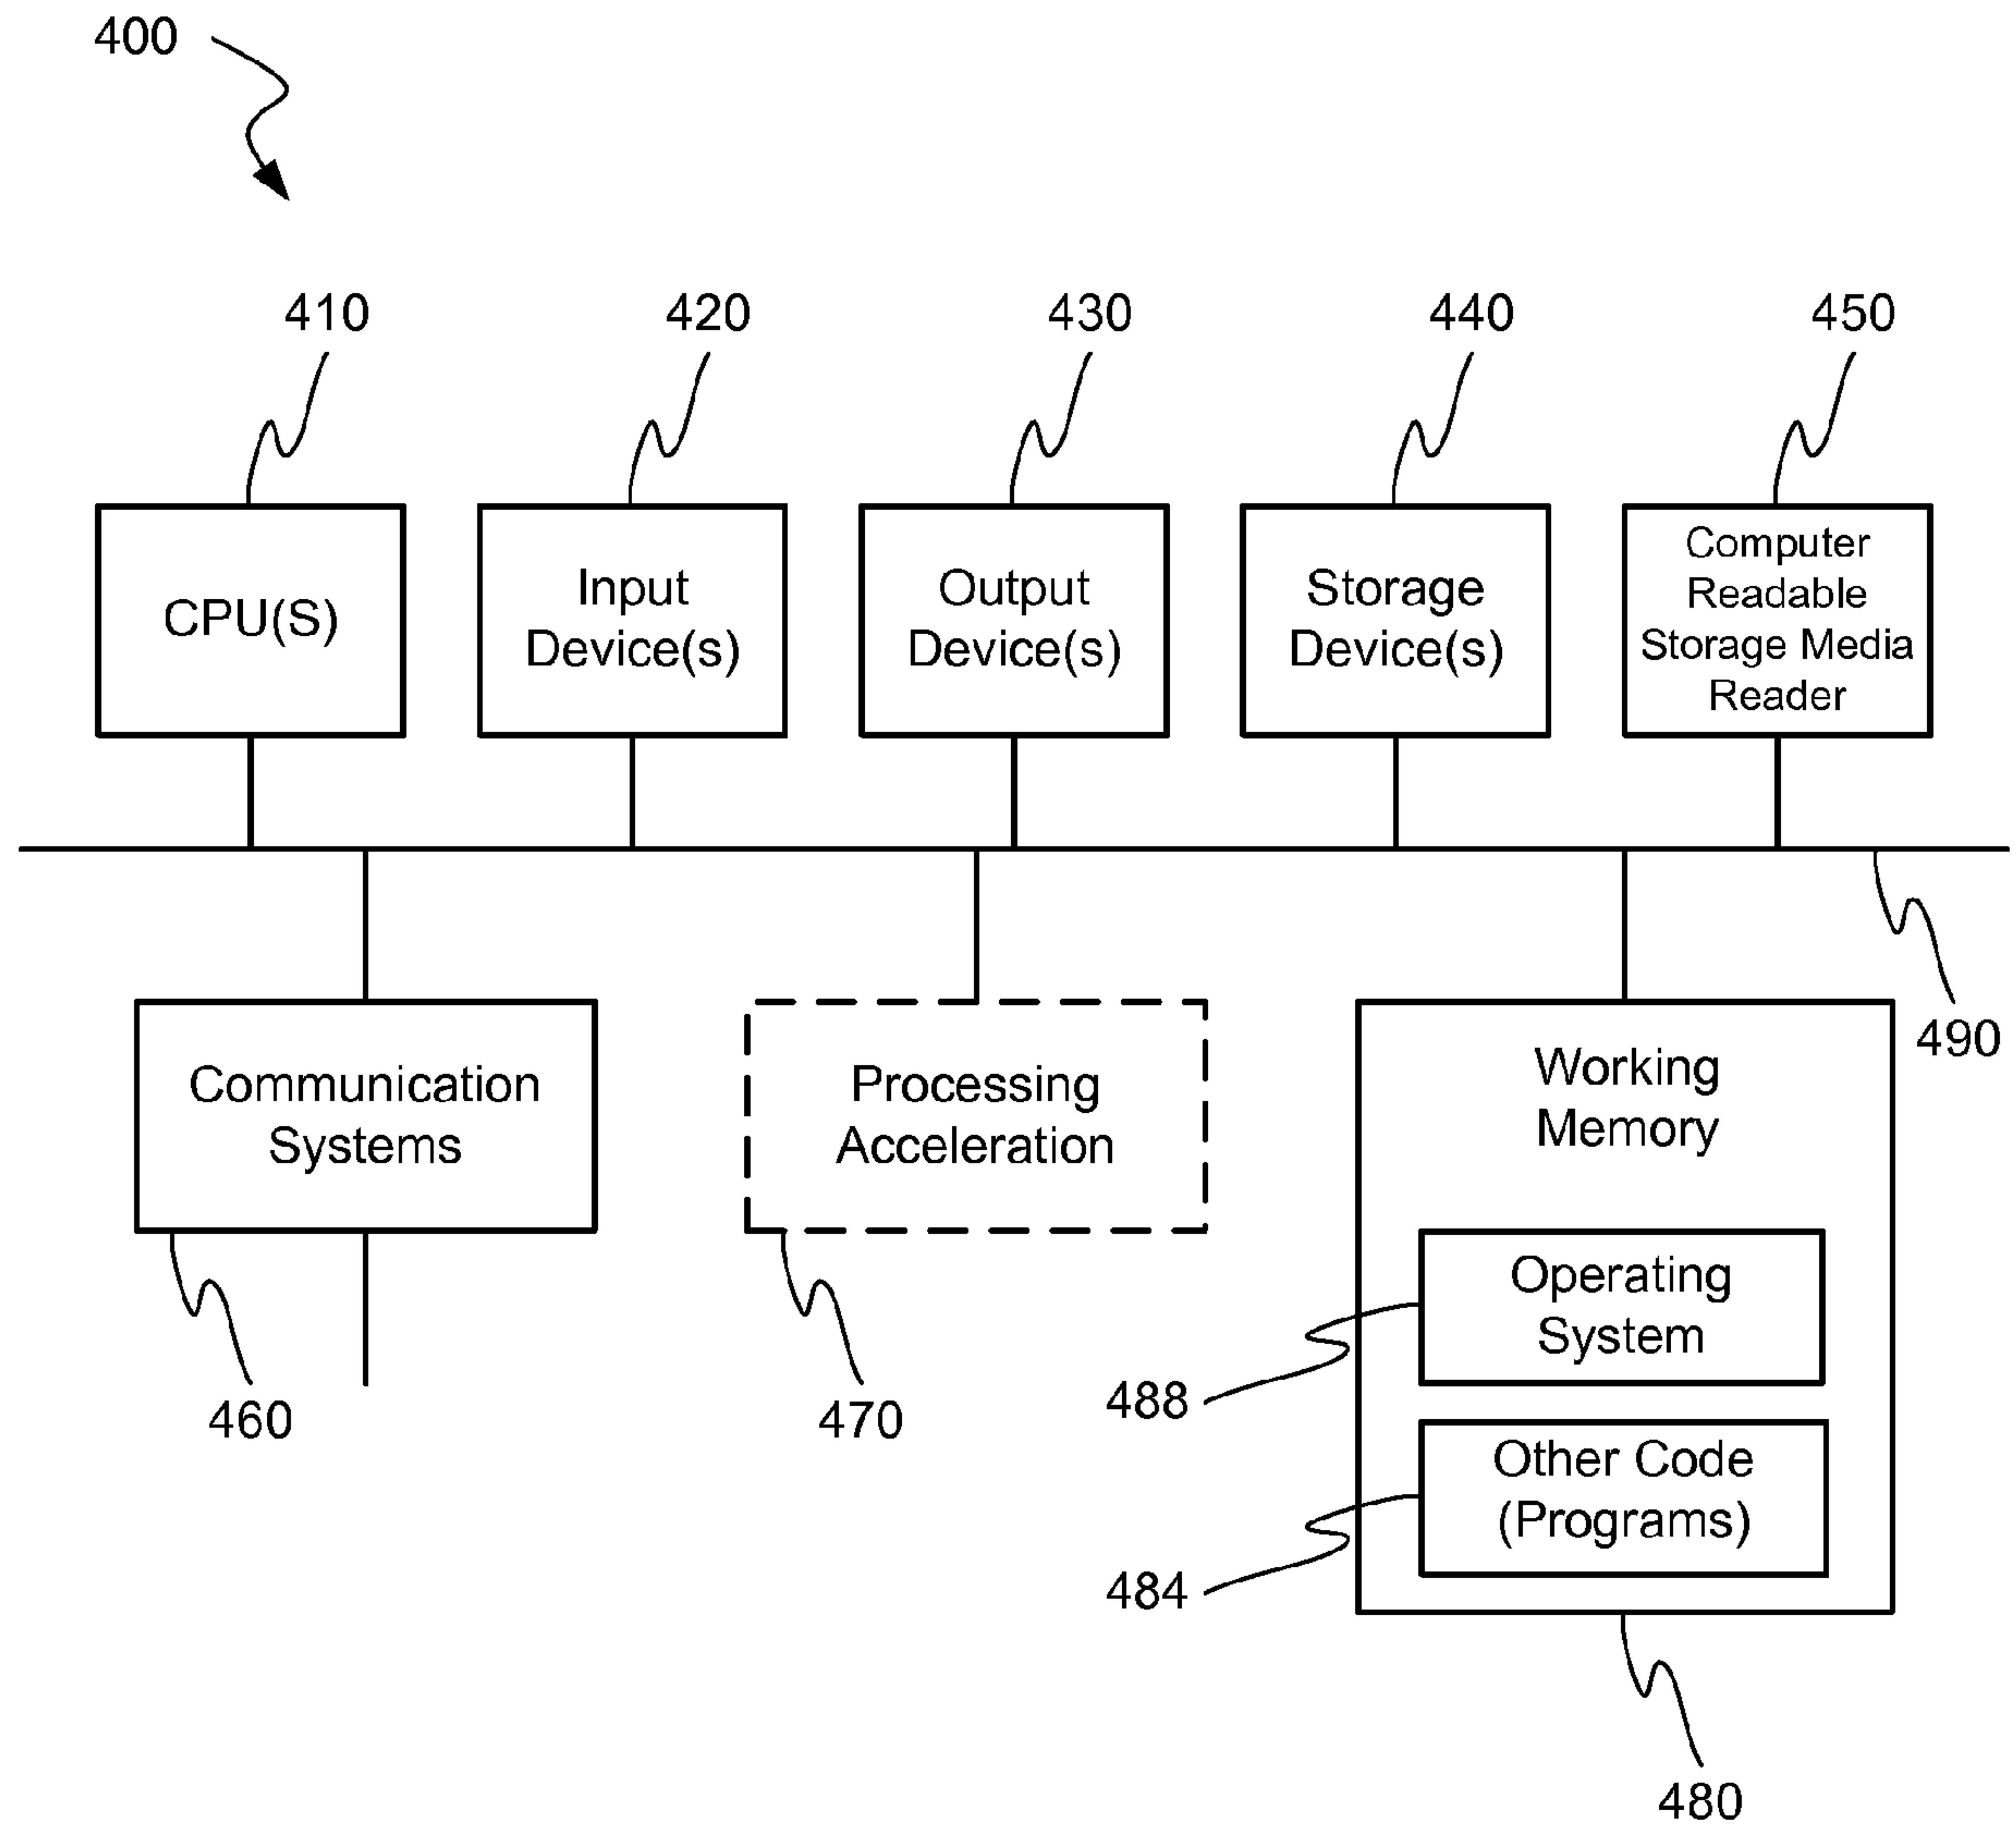 400
410
420
430
440
450
CPU(S)
Input
Device(s)
Output
Device(s)
Storage
Device(s)
Computer
Readable
Storage Media
Reader
490
Communication
Systems
Processing
Acceleration
Working
Memory
Operating
System
Other Code
(Programs)
460
470
488
484
480